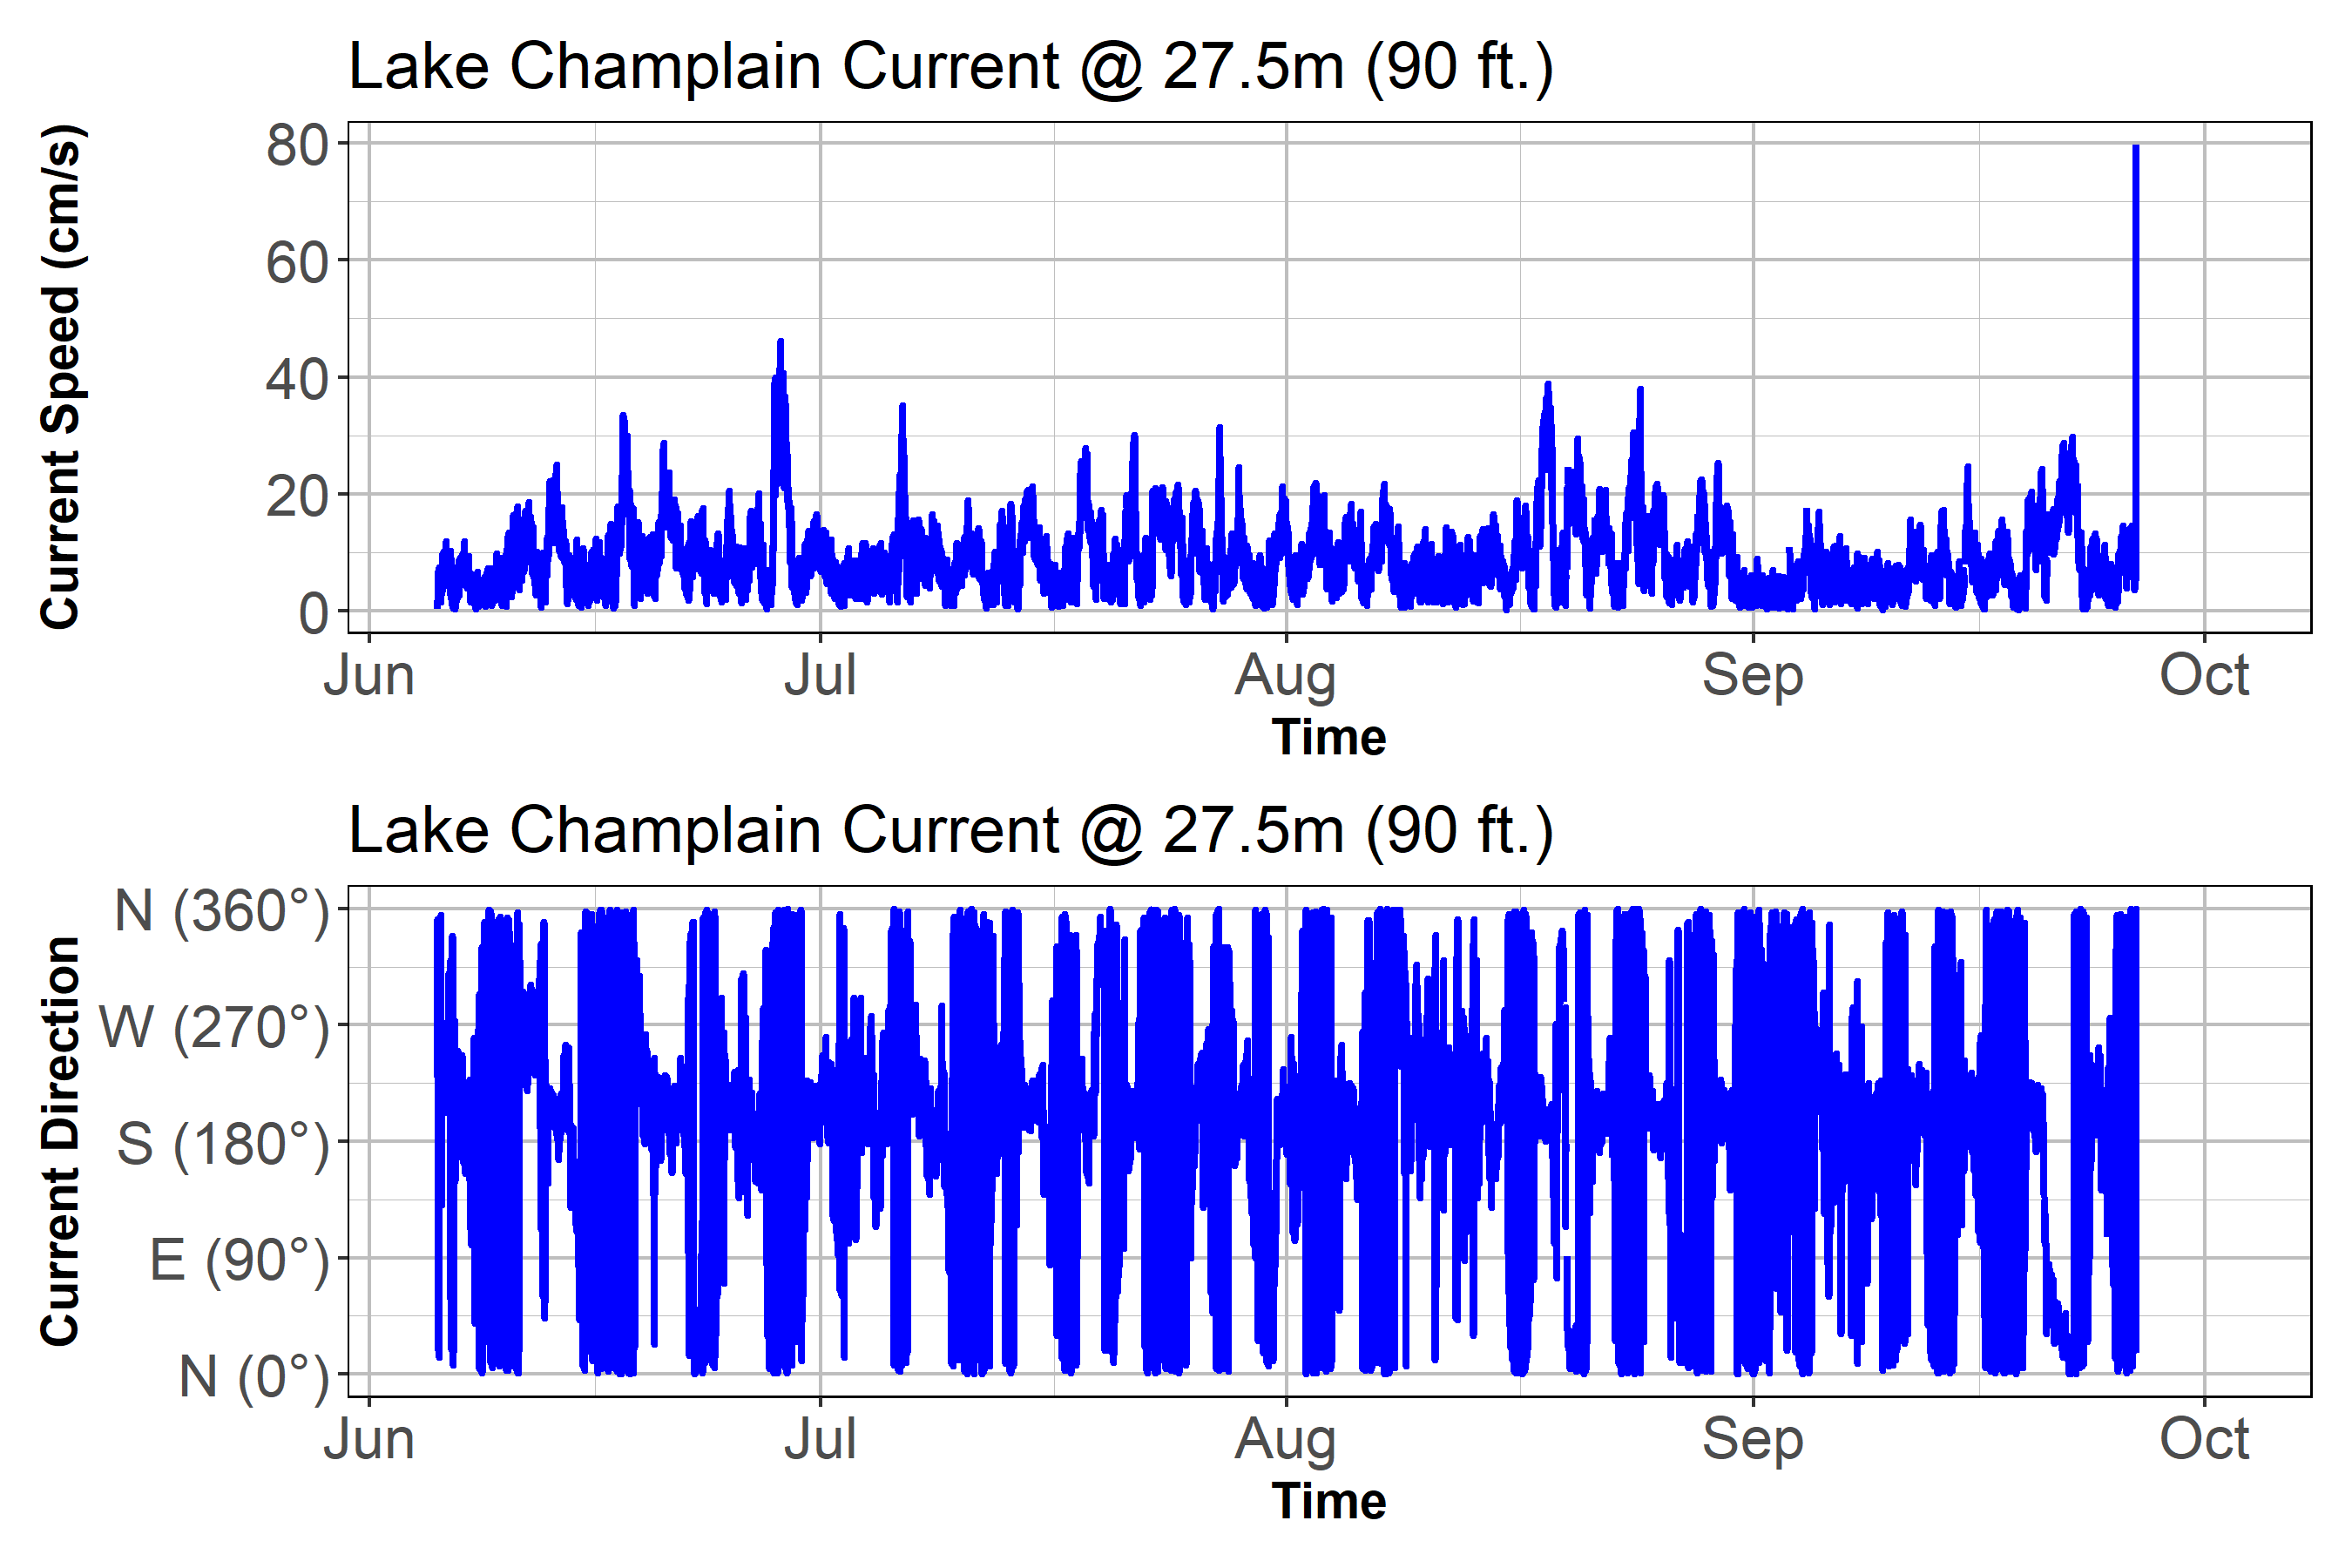 Lake Champlain Current @ 27.5m (90 ft.)
Current Speed (cm/s)
80
60
40
20
0
Jun Jul Aug Sep Oct
Time
Lake Champlain Current @ 27.5m (90 ft.)
Current Direction
N (360°)
W (270°)
S (180°)
E (90°)
N (0°)
Jun Jul Aug Sep Oct
Time